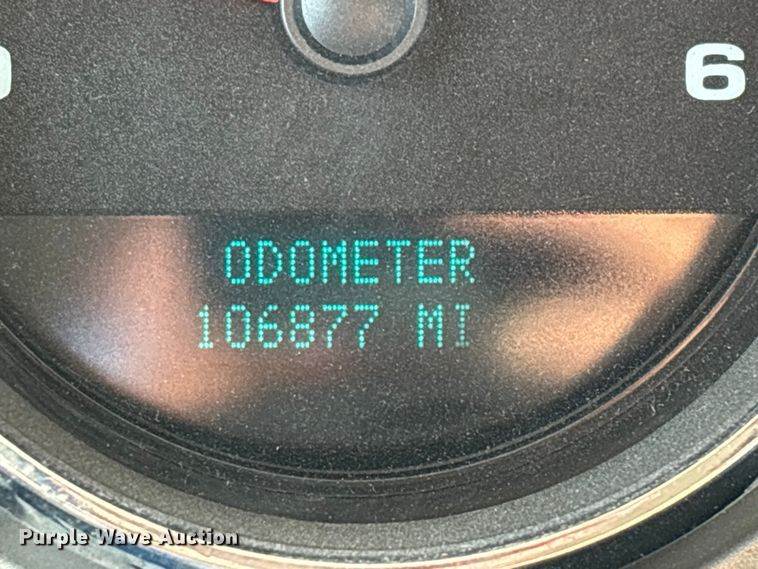 6
ODOMETER
106877 MI
Purple Wave Auction